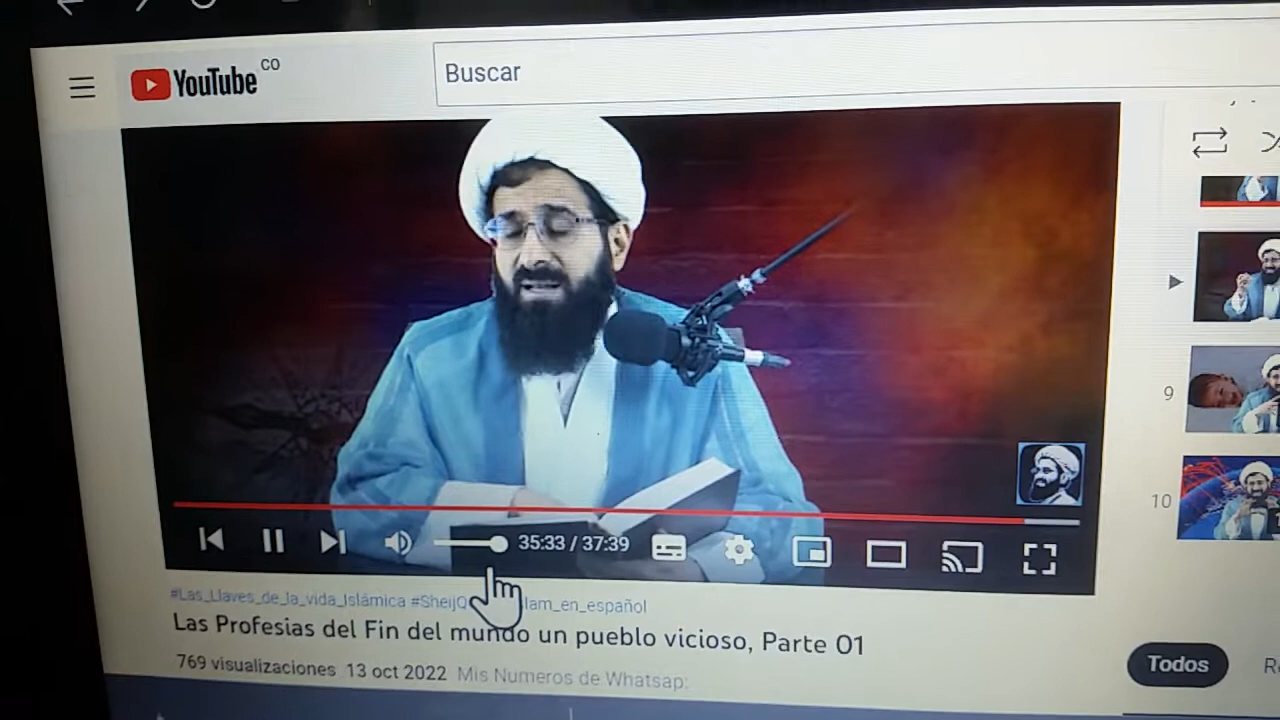 YouTube CO
Buscar
35:33 / 37:39
9
10
#Las_Llaves_de_la_vida_Islámica #SheijQ lam_en_español
Las Profesias del Fin del mundo un pueblo vicioso, Parte 01
769 visualizaciones 13 oct 2022 Mis Numeros de Whatsap:
Todos